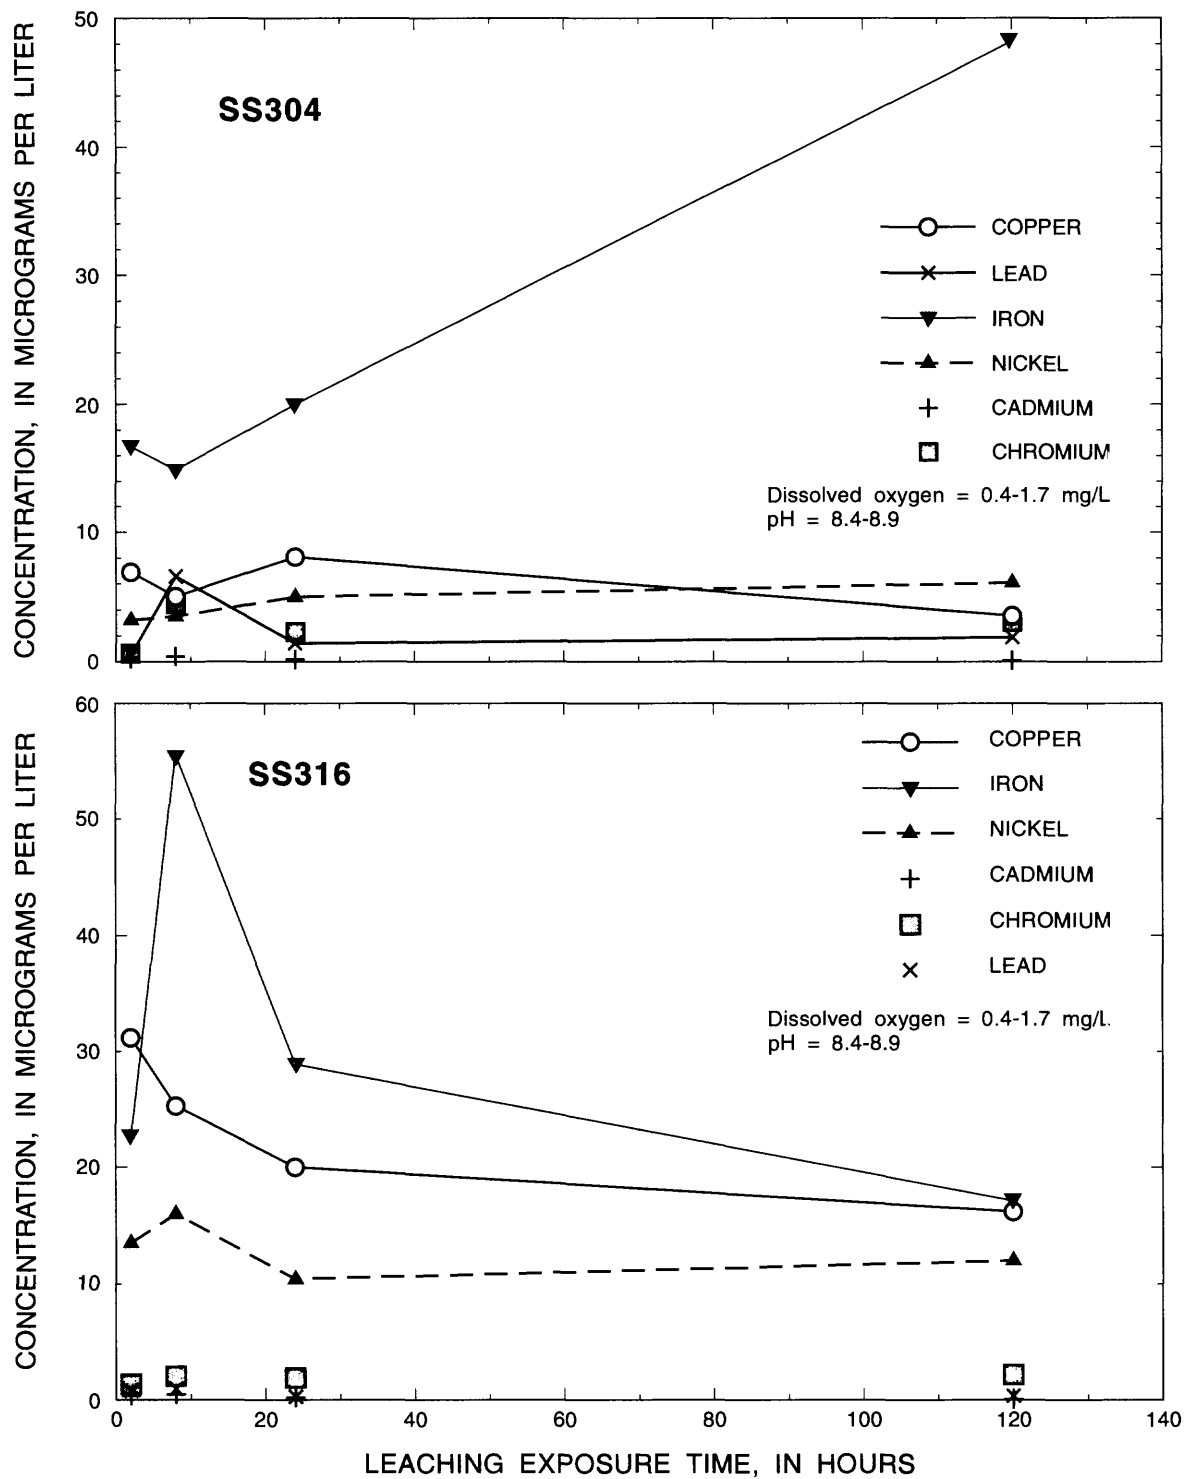 CONCENTRATION, IN MICROGRAMS PER LITER
50
40
30
20
10
0
SS304
COPPER
LEAD
IRON
NICKEL
CADMIUM
CHROMIUM
Dissolved oxygen = 0.4-1.7 mg/L
pH = 8.4-8.9
CONCENTRATION, IN MICROGRAMS PER LITER
60
50
40
30
20
10
0
SS316
COPPER
IRON
NICKEL
CADMIUM
CHROMIUM
LEAD
Dissolved oxygen = 0.4-1.7 mg/L
pH = 8.4-8.9
0 20 40 60 80 100 120 140
LEACHING EXPOSURE TIME, IN HOURS